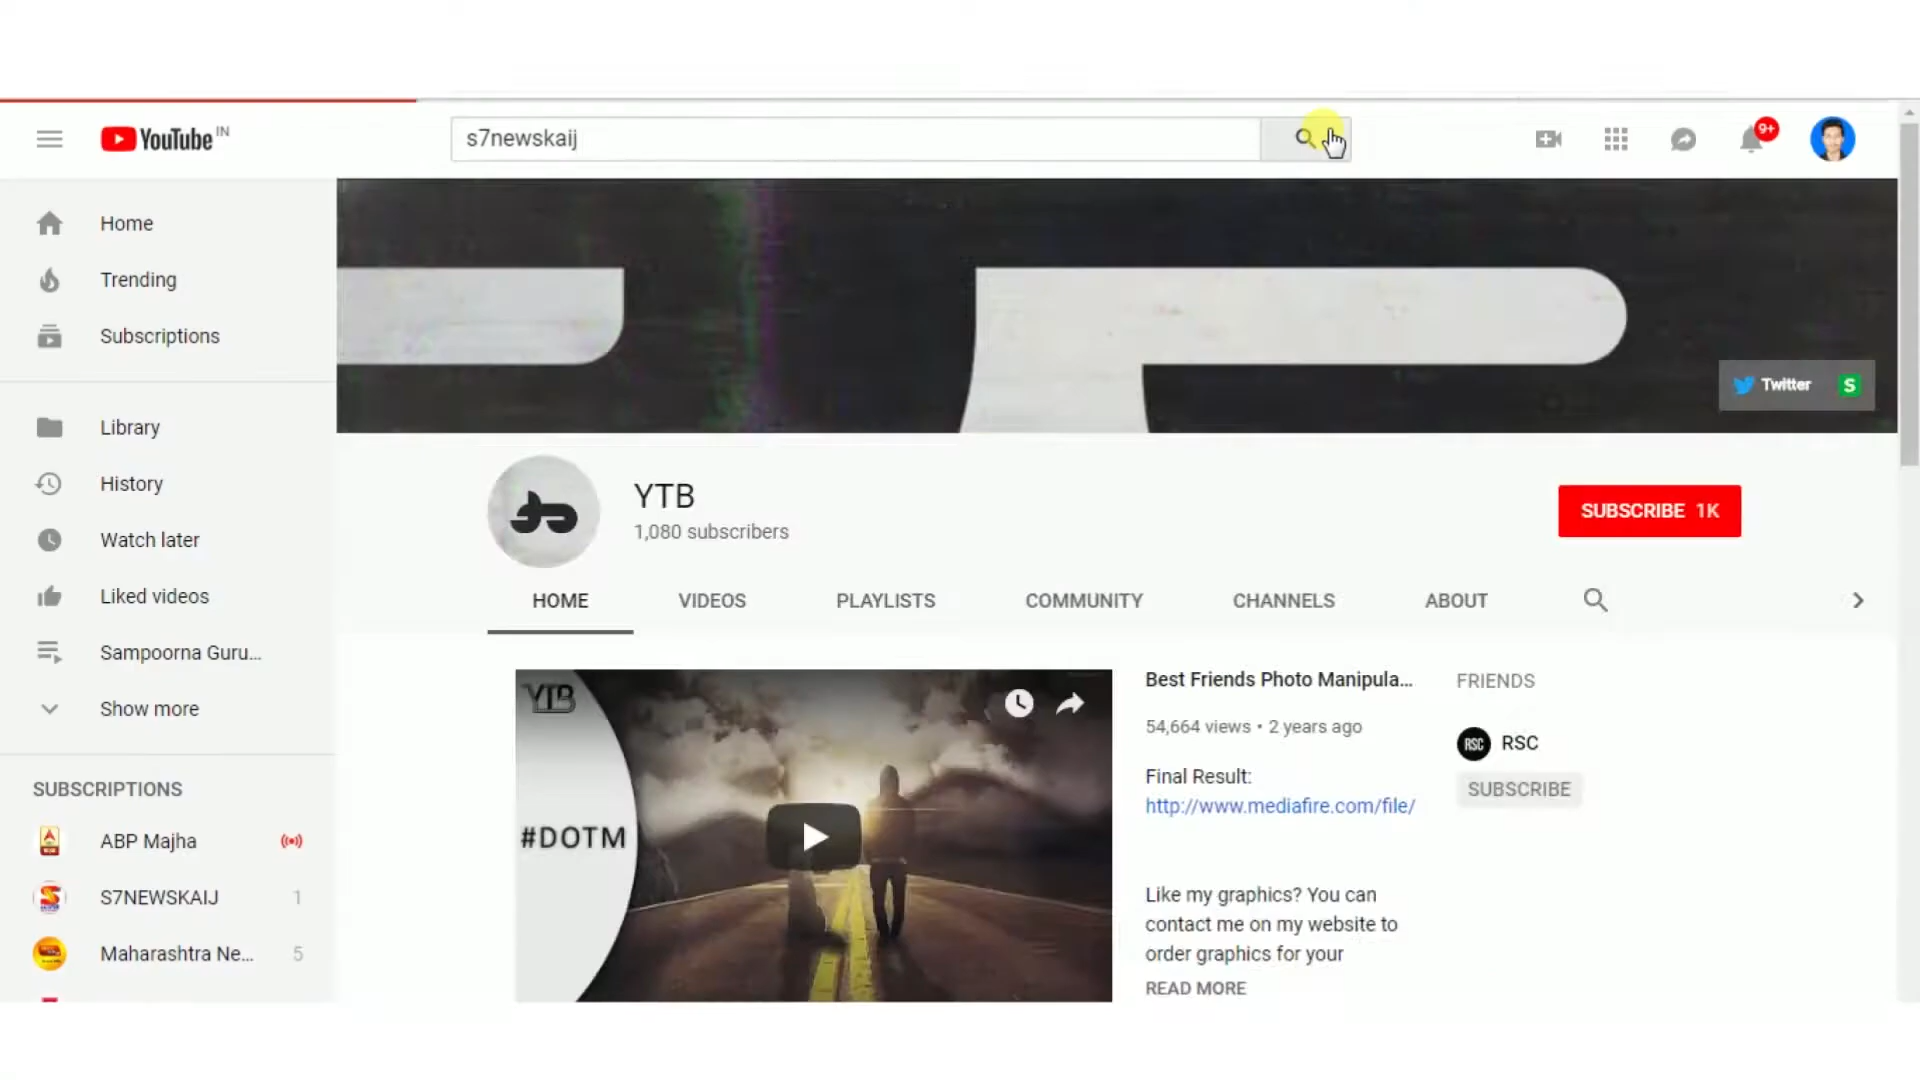 YouTube IN
s7newskaij
9+
Home
Trending
Subscriptions
Library
History
Watch later
Liked videos
Sampoorna Guru...
Show more
SUBSCRIPTIONS
ABP Majha
S7NEWSKAIJ 1
Maharashtra Ne... 5
Twitter S
YTB
1,080 subscribers
SUBSCRIBE 1K
HOME
VIDEOS
PLAYLISTS
COMMUNITY
CHANNELS
ABOUT
YTB
#DOTM
Best Friends Photo Manipula...
54,664 views • 2 years ago
Final Result:
http://www.mediafire.com/file/
Like my graphics? You can
contact me on my website to
order graphics for your
READ MORE
FRIENDS
RSC RSC
SUBSCRIBE